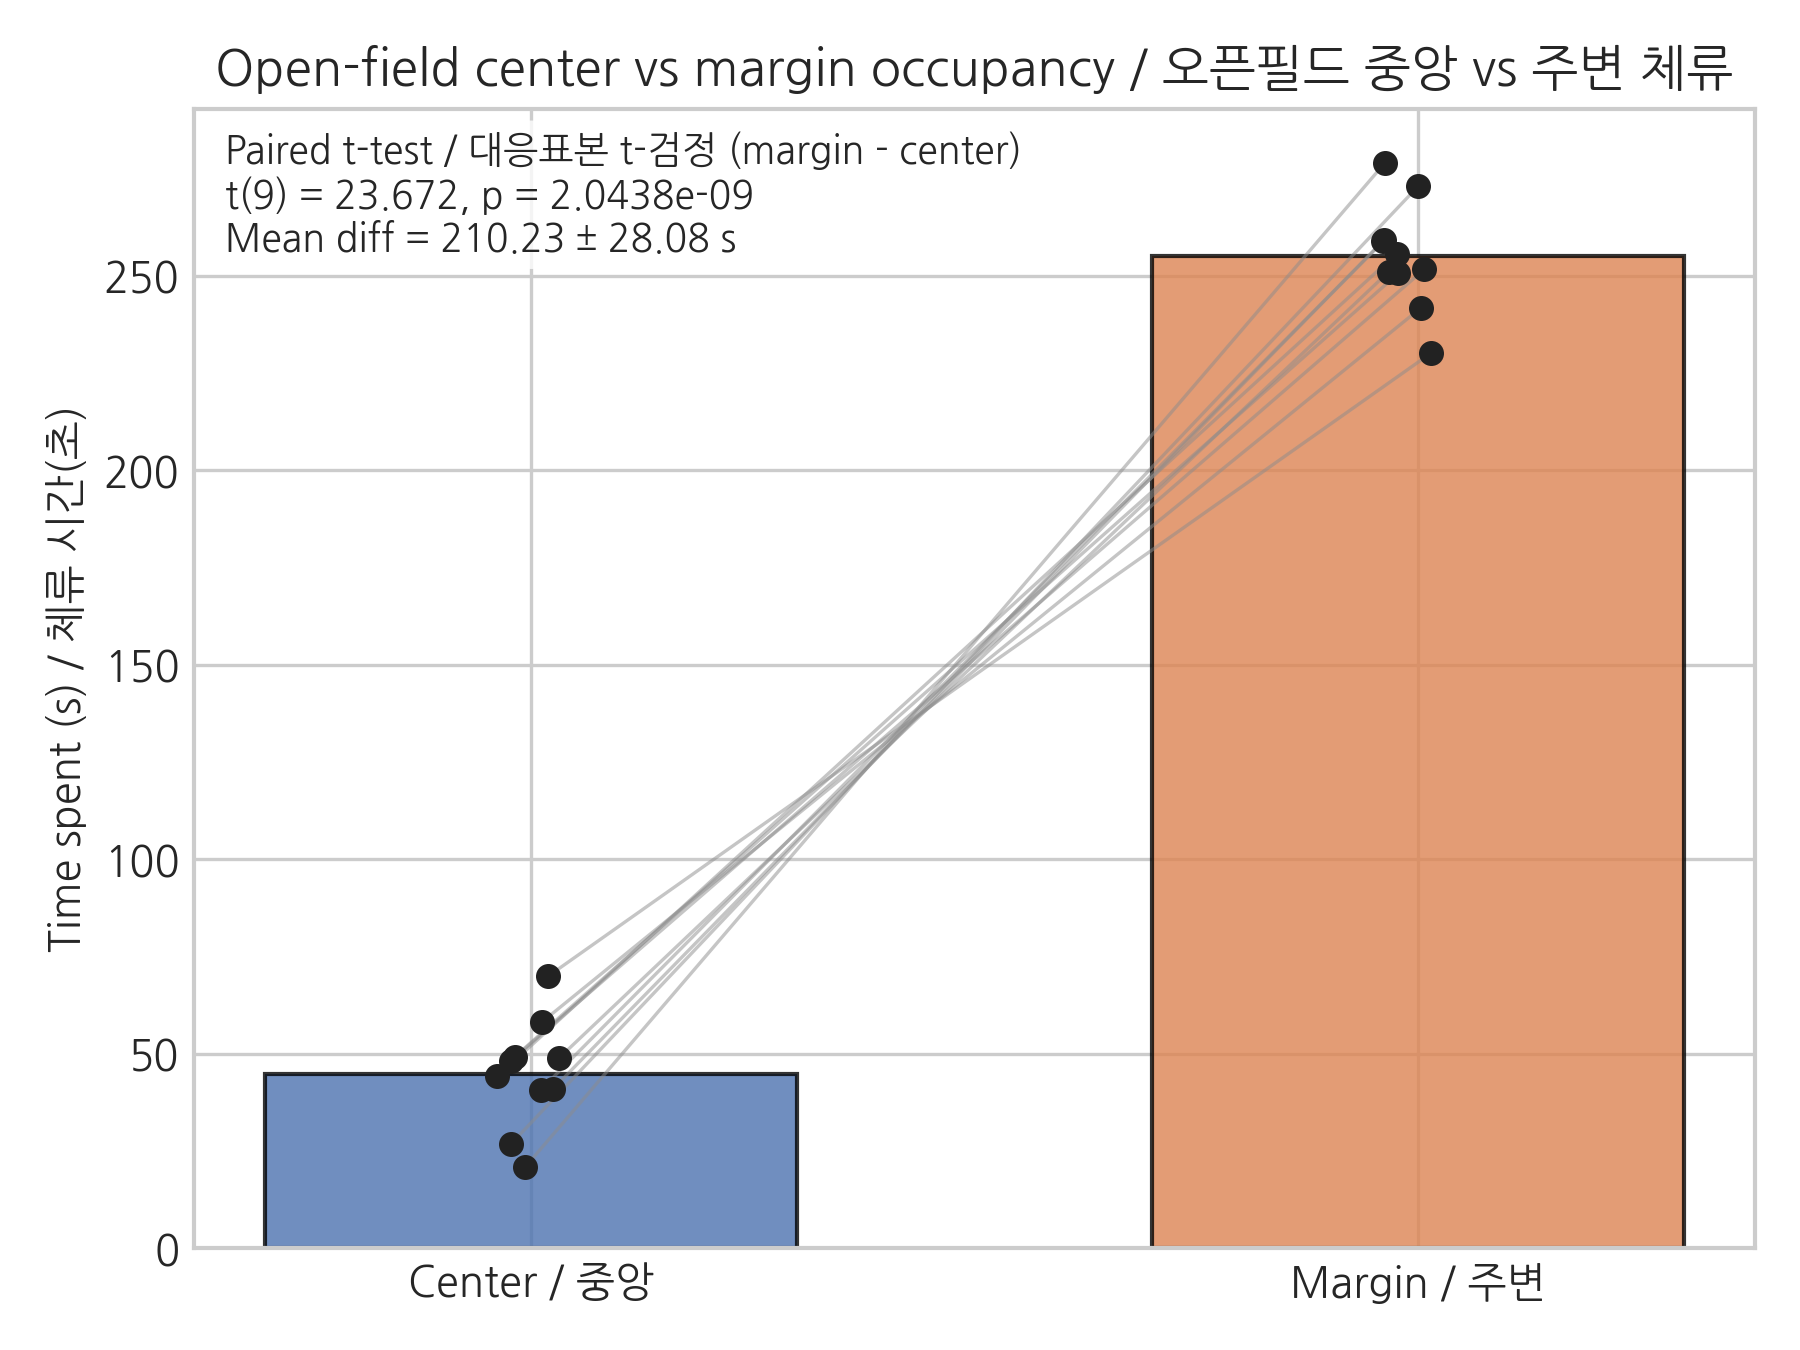 Open-field center vs margin occupancy / 오픈필드 중앙 vs 주변 체류
Paired t-test / 대응표본 t-검정 (margin - center)
t(9) = 23.672, p = 2.0438e-09
Mean diff = 210.23 ± 28.08 s
Time spent (s) / 체류 시간(초)
250
200
150
100
50
0
Center / 중앙
Margin / 주변